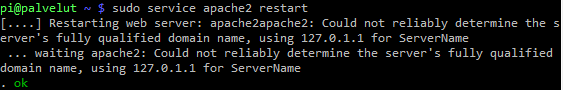 pi@palvelut ~ $ sudo service apache2 restart
[....] Restarting web server: apache2apache2: Could not reliably determine the s
erver's fully qualified domain name, using 127.0.1.1 for ServerName
 ... waiting apache2: Could not reliably determine the server's fully qualified
domain name, using 127.0.1.1 for ServerName
. ok